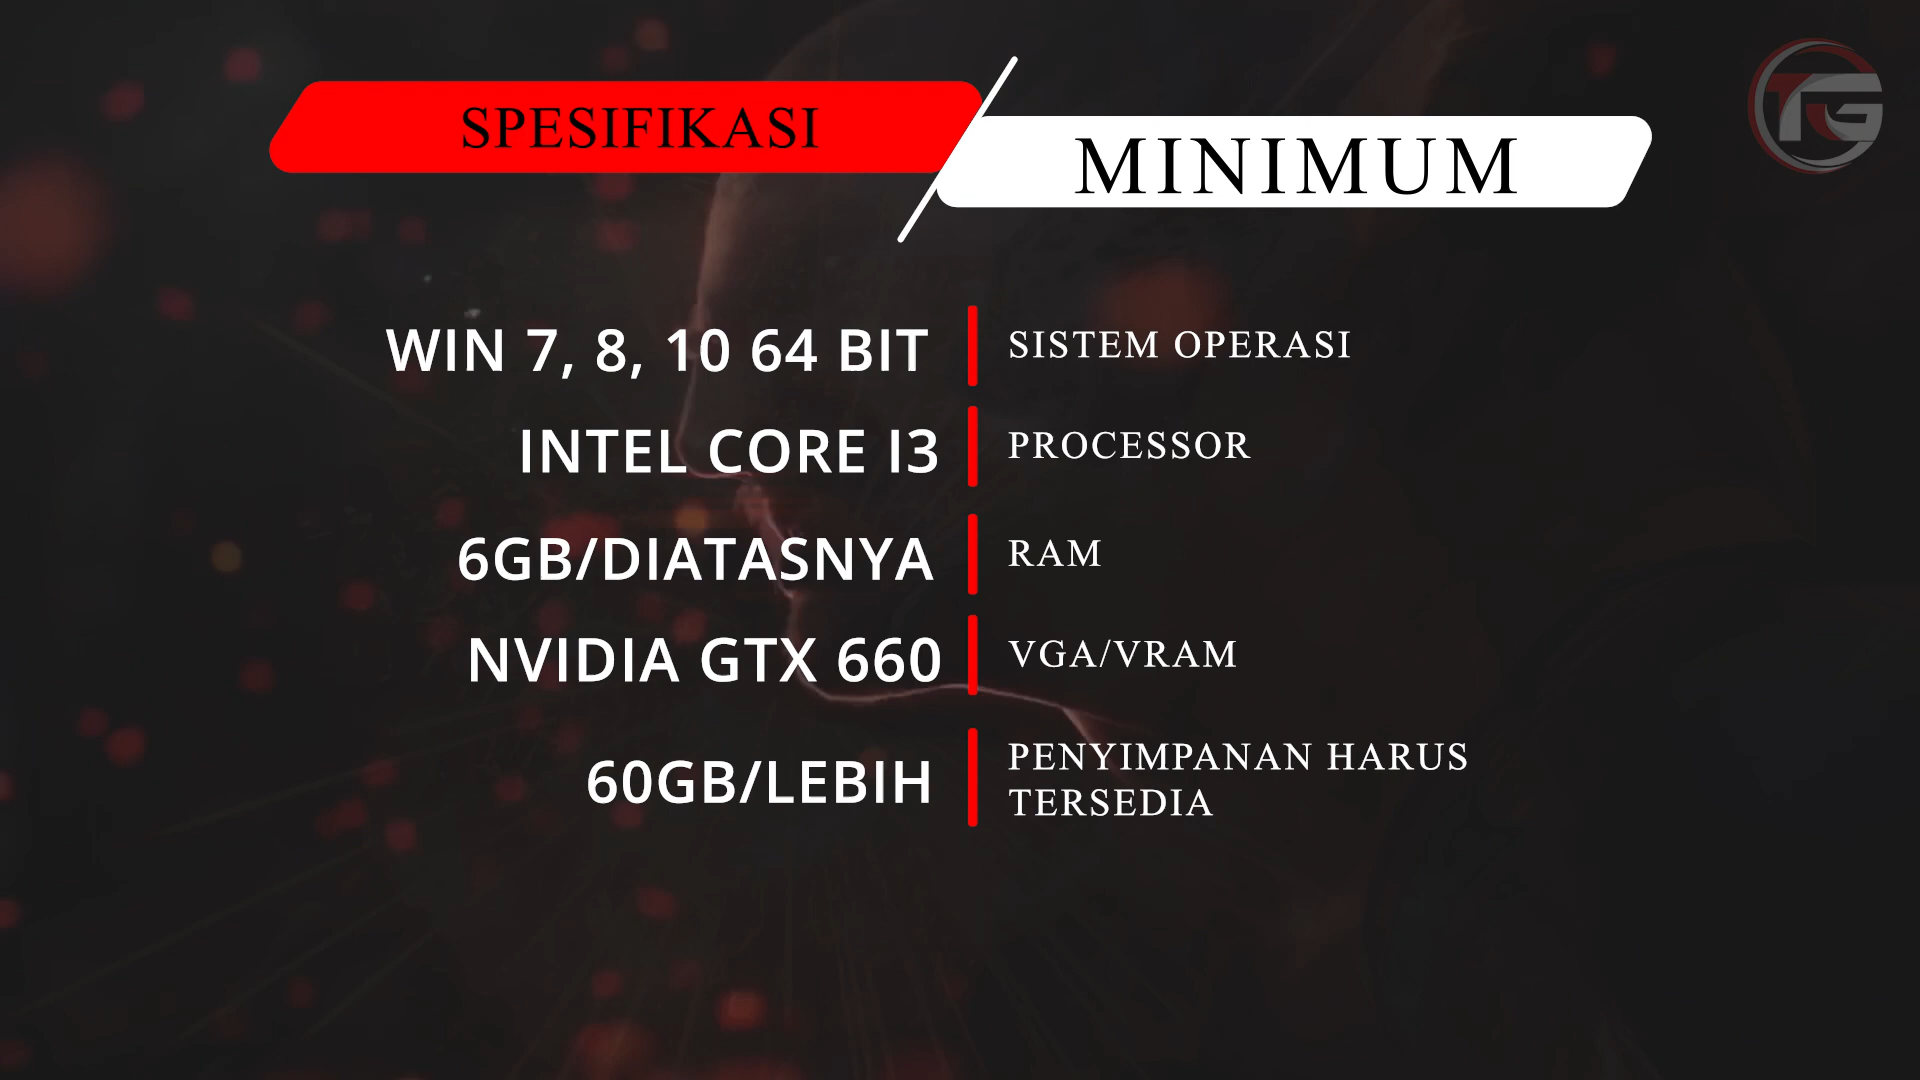 SPESIFIKASI
MINIMUM
WIN 7, 8, 10 64 BIT
SISTEM OPERASI
INTEL CORE I3
PROCESSOR
6GB/DIATASNYA
RAM
NVIDIA GTX 660
VGA/VRAM
60GB/LEBIH
PENYIMPANAN HARUS
TERSEDIA